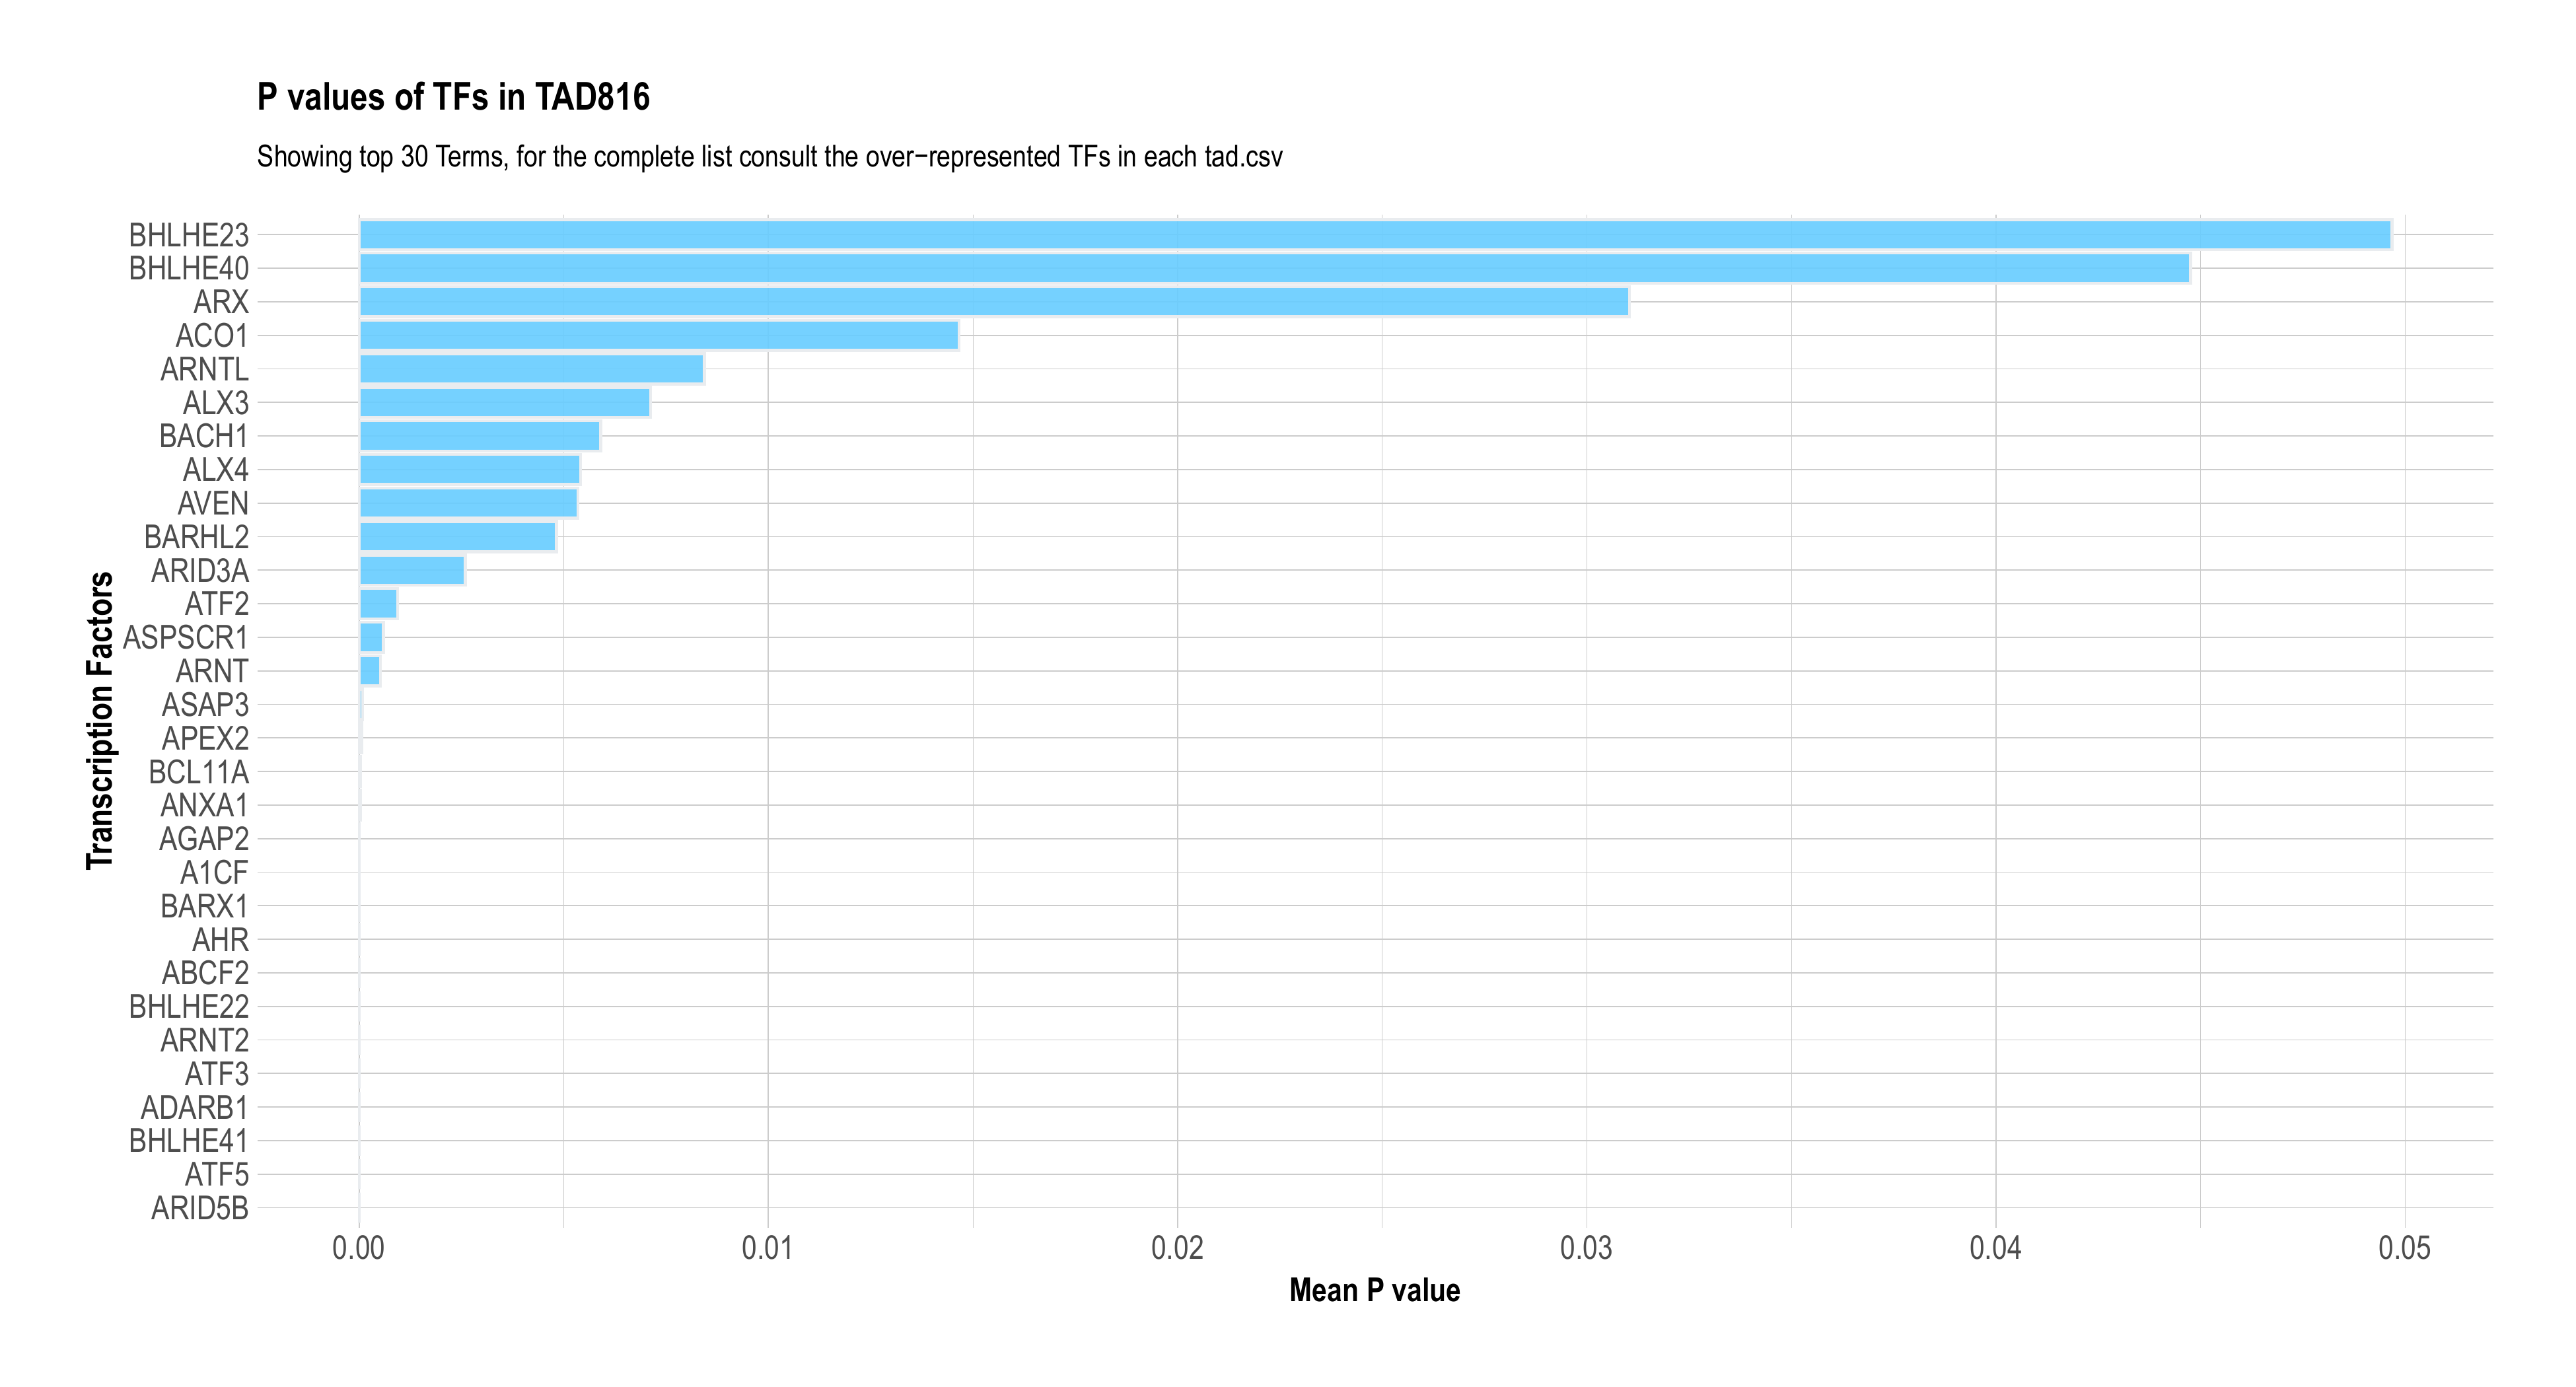 P values of TFs in TAD816
Showing top 30 Terms, for the complete list consult the over−represented TFs in each tad.csv
Transcription Factors
BHLHE23
BHLHE40
ARX
ACO1
ARNTL
ALX3
BACH1
ALX4
AVEN
BARHL2
ARID3A
ATF2
ASPSCR1
ARNT
ASAP3
APEX2
BCL11A
ANXA1
AGAP2
A1CF
BARX1
AHR
ABCF2
BHLHE22
ARNT2
ATF3
ADARB1
BHLHE41
ATF5
ARID5B
0.00 0.01 0.02 0.03 0.04 0.05
Mean P value